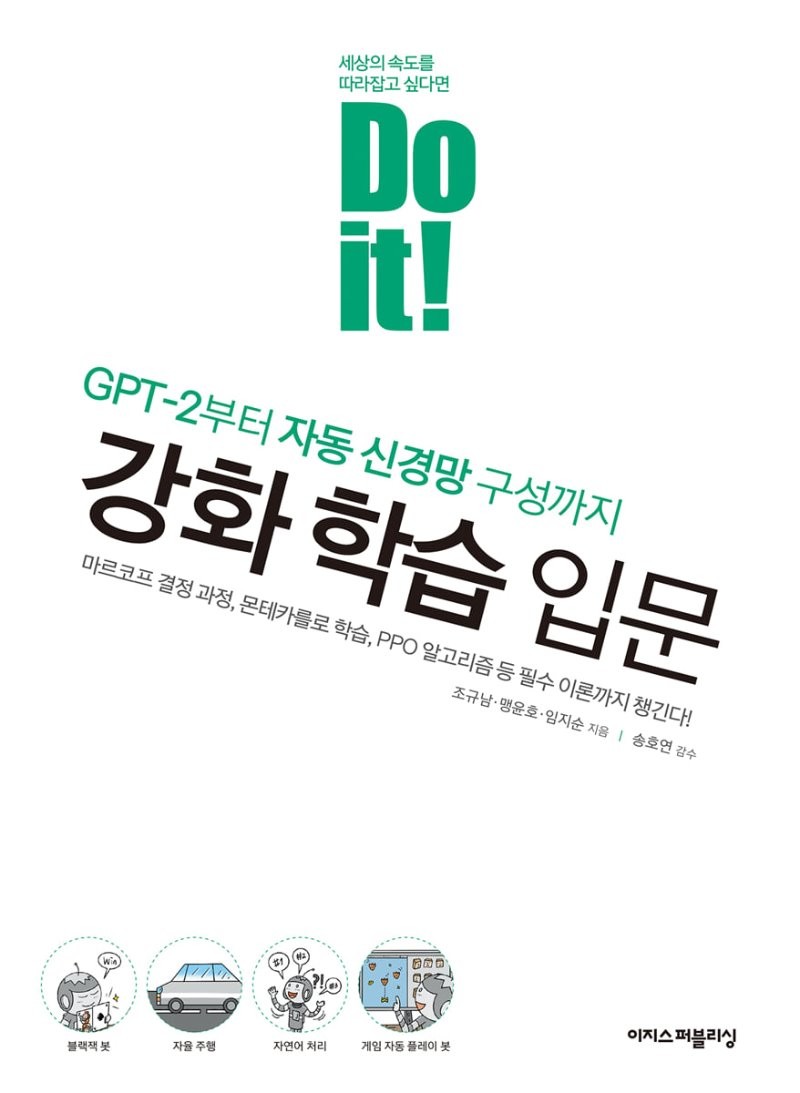 세상의 속도를
따라잡고 싶다면
Do
it!
GPT-2부터 자동 신경망 구성까지
강화 학습 입문
마르코프 결정 과정, 몬테카를로 학습, PPO 알고리즘 등 필수 이론까지 챙긴다!
조규남·맹윤호·임지순 지음 | 송호연 감수
Win
#1 #2 ?! #3
블랙잭 봇 자율 주행 자연어 처리 게임 자동 플레이 봇
이지스퍼블리싱